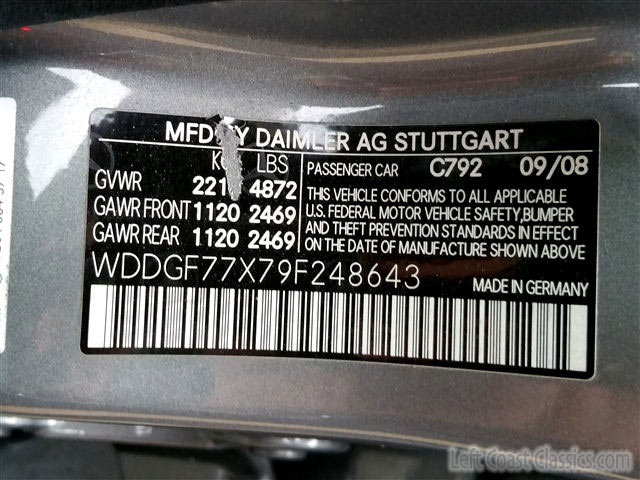 MFD BY DAIMLER AG STUTTGART
LBS PASSENGER CAR C792 09/08
GVWR 4872
GAWR FRONT 1120 2469
GAWR REAR 1120 2469
THIS VEHICLE CONFORMS TO ALL APPLICABLE
U.S. FEDERAL MOTOR VEHICLE SAFETY, BUMPER
AND THEFT PREVENTION STANDARDS IN EFFECT
ON THE DATE OF MANUFACTURE SHOWN ABOVE.
WDDGF77X79F248643
MADE IN GERMANY
Left Coast Classics.com